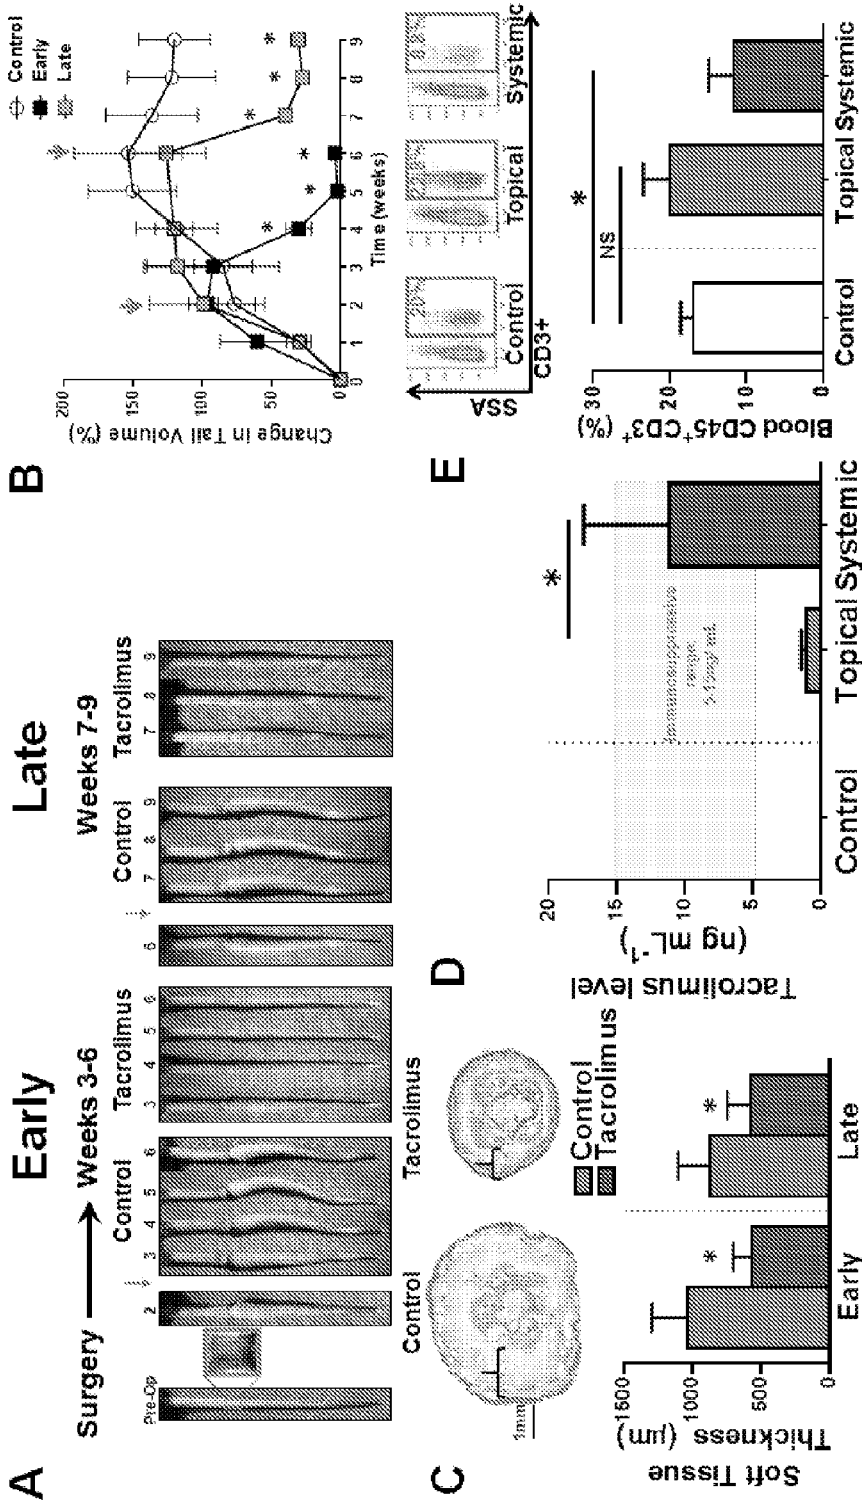 A
Early
Late
Surgery
Weeks 3-6
Weeks 7-9
Control
Tacrolimus
Control
Tacrolimus
Pre-Op
2
3
4
5
6
3
4
5
6
6
7
8
9
7
8
9
B
Control
Early
Late
Change in Tail Volume (%)
200
150
100
50
0
0
1
2
3
4
5
6
7
8
9
Time (weeks)
*
*
*
*
*
*
C
Control
Tacrolimus
1mm
Control
Tacrolimus
Soft Tissue
Thickness (μm)
1500
1000
500
0
*
*
Early
Late
D
Tacrolimus level
(ng mL-1)
20
15
10
5
0
*
Immunosuppressive
range:
Control
Topical
Systemic
E
SSA
CD3+
20%
Control
Topical
Systemic
Blood CD45+CD3+ (%)
30
20
10
0
*
NS
Control
Topical
Systemic